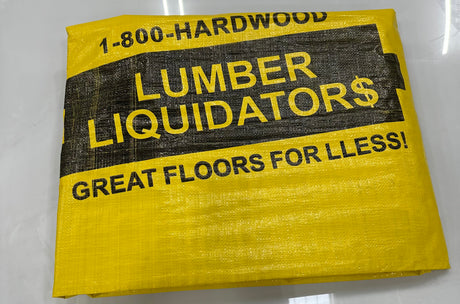 1-800-HARDWOOD
LUMBER
LIQUIDATOR$
GREAT FLOORS FOR LLESS!